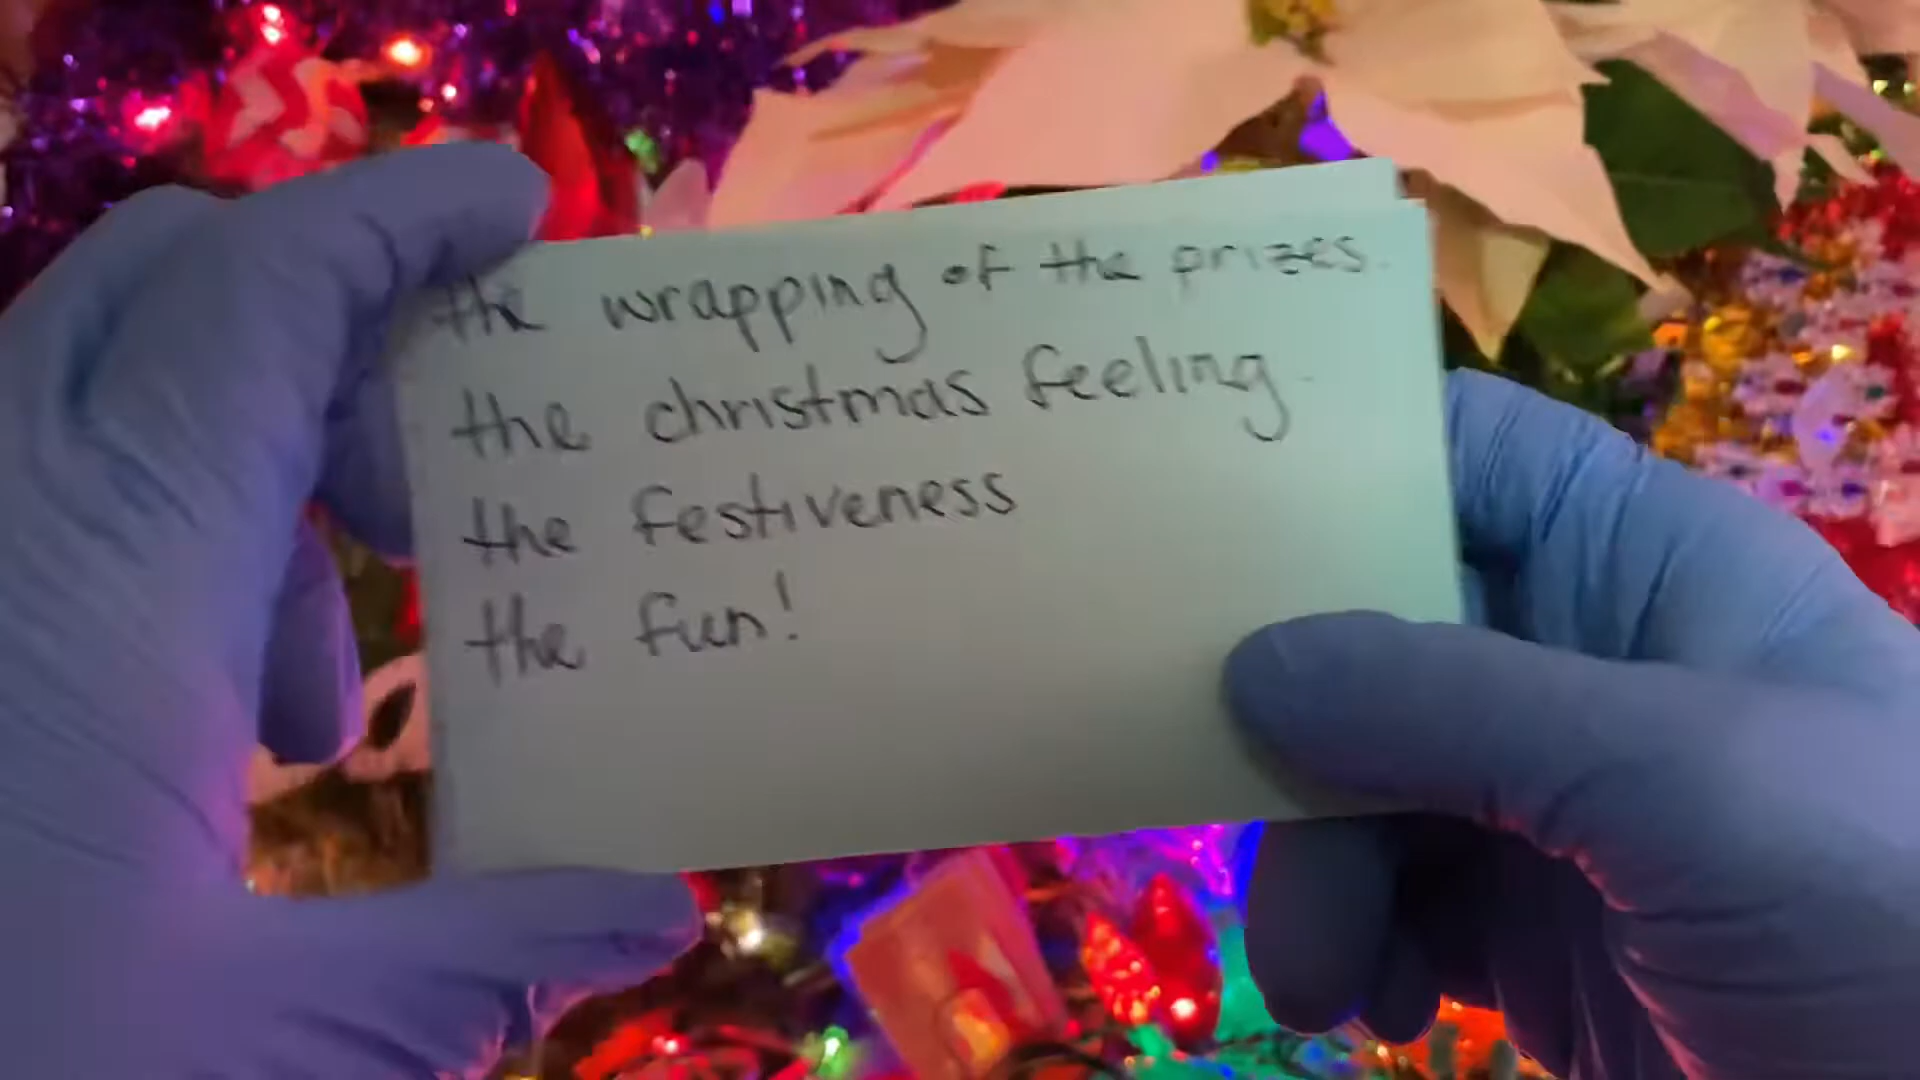 the wrapping of the prizes.
the christmas feeling.
the festiveness
the fun!